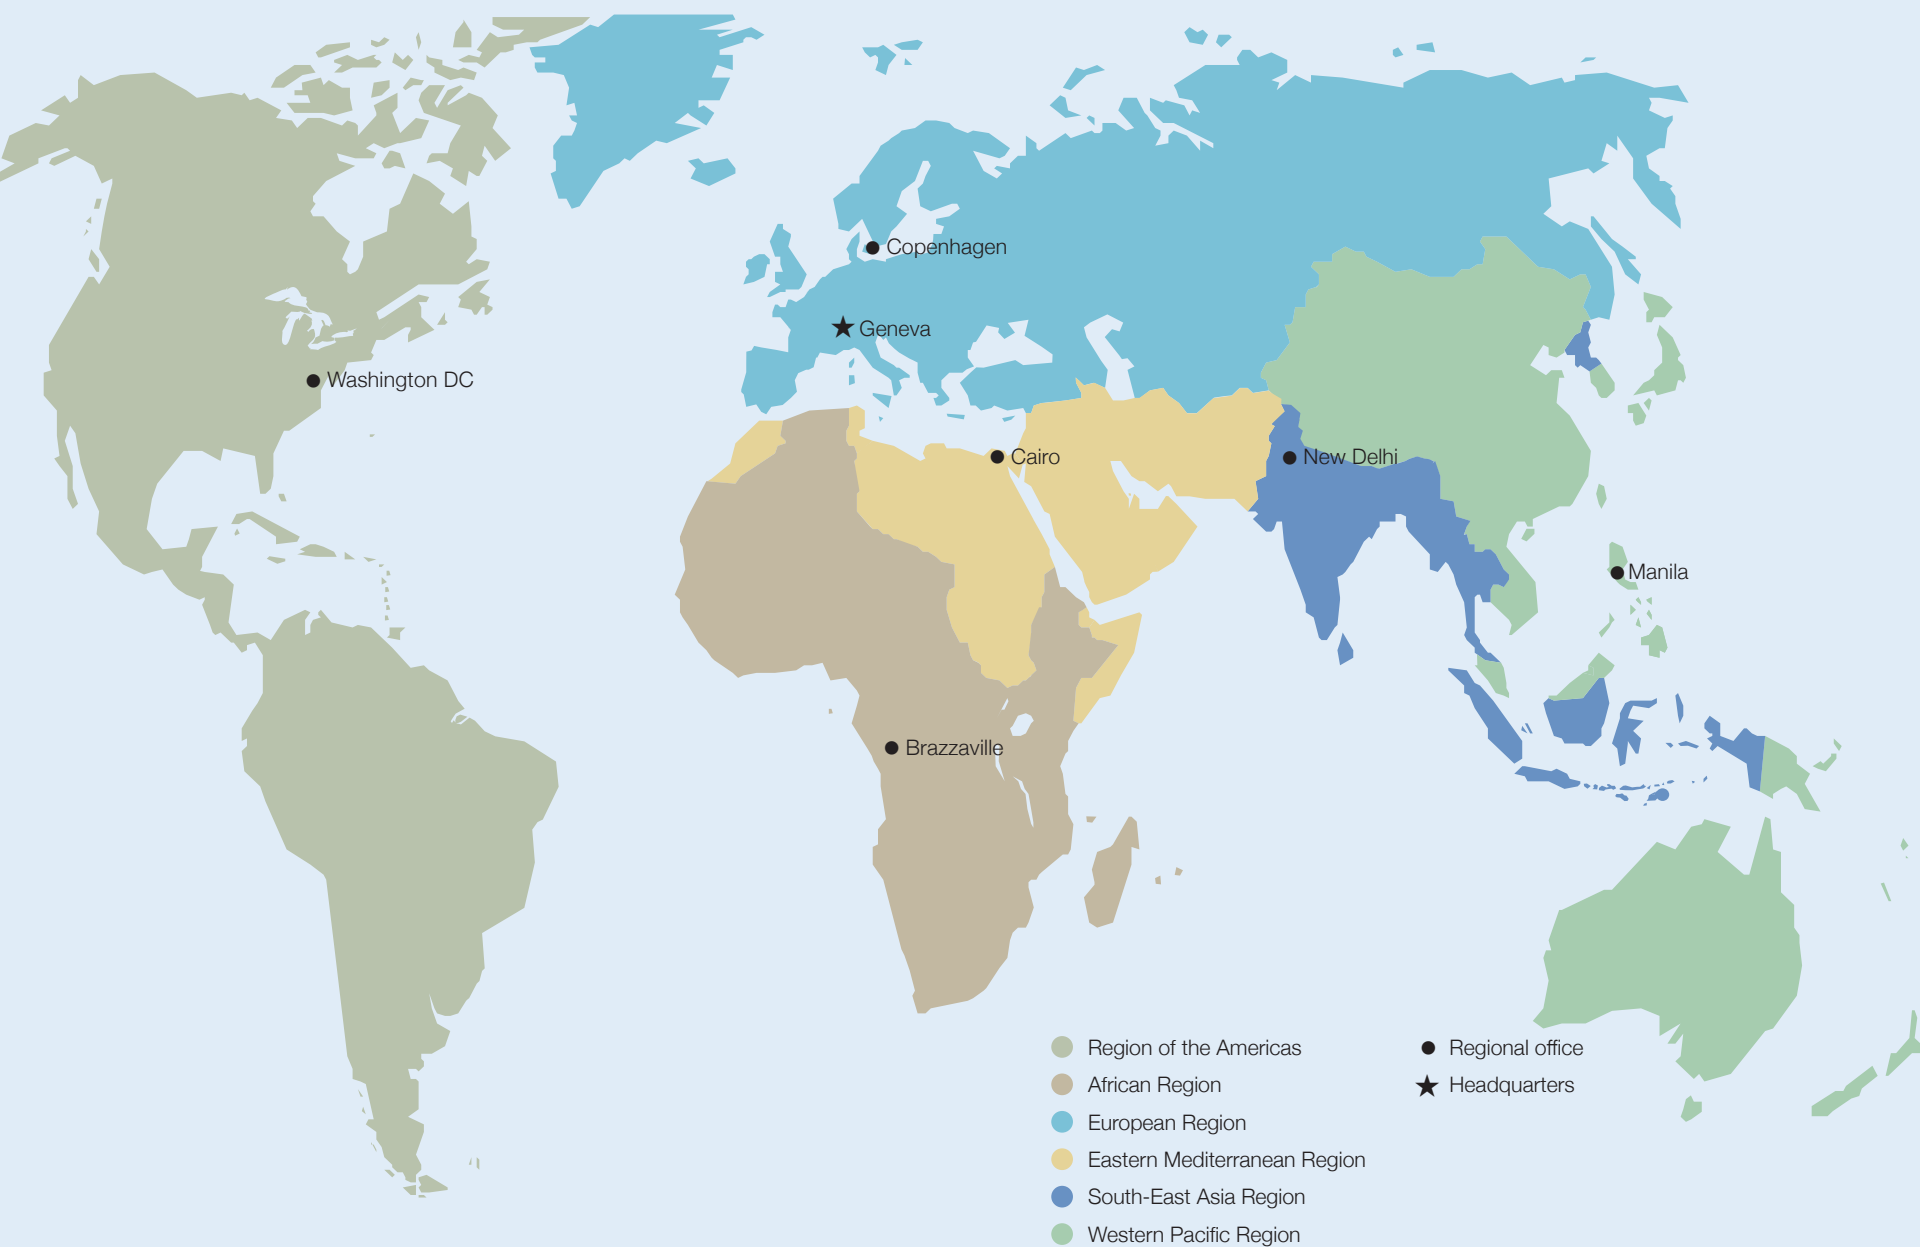 Copenhagen
Geneva
Washington DC
Cairo
New Delhi
Manila
Brazzaville
Region of the Americas
African Region
European Region
Eastern Mediterranean Region
South-East Asia Region
Western Pacific Region
Regional office
Headquarters